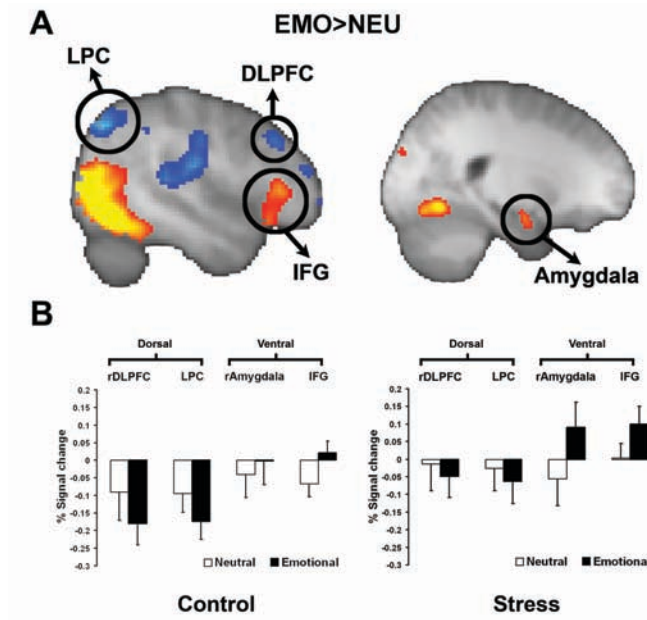 A
EMO>NEU
LPC
DLPFC
IFG
Amygdala
B
Dorsal Ventral
rDLPFC LPC rAmygdala IFG
0.2
0.15
0.1
0.05
0
-0.05
-0.1
-0.15
-0.2
-0.25
-0.3
% Signal change
Neutral Emotional
Control
Dorsal Ventral
rDLPFC LPC rAmygdala IFG
0.2
0.15
0.1
0.05
0
-0.05
-0.1
-0.15
-0.2
-0.25
-0.3
% Signal change
Neutral Emotional
Stress